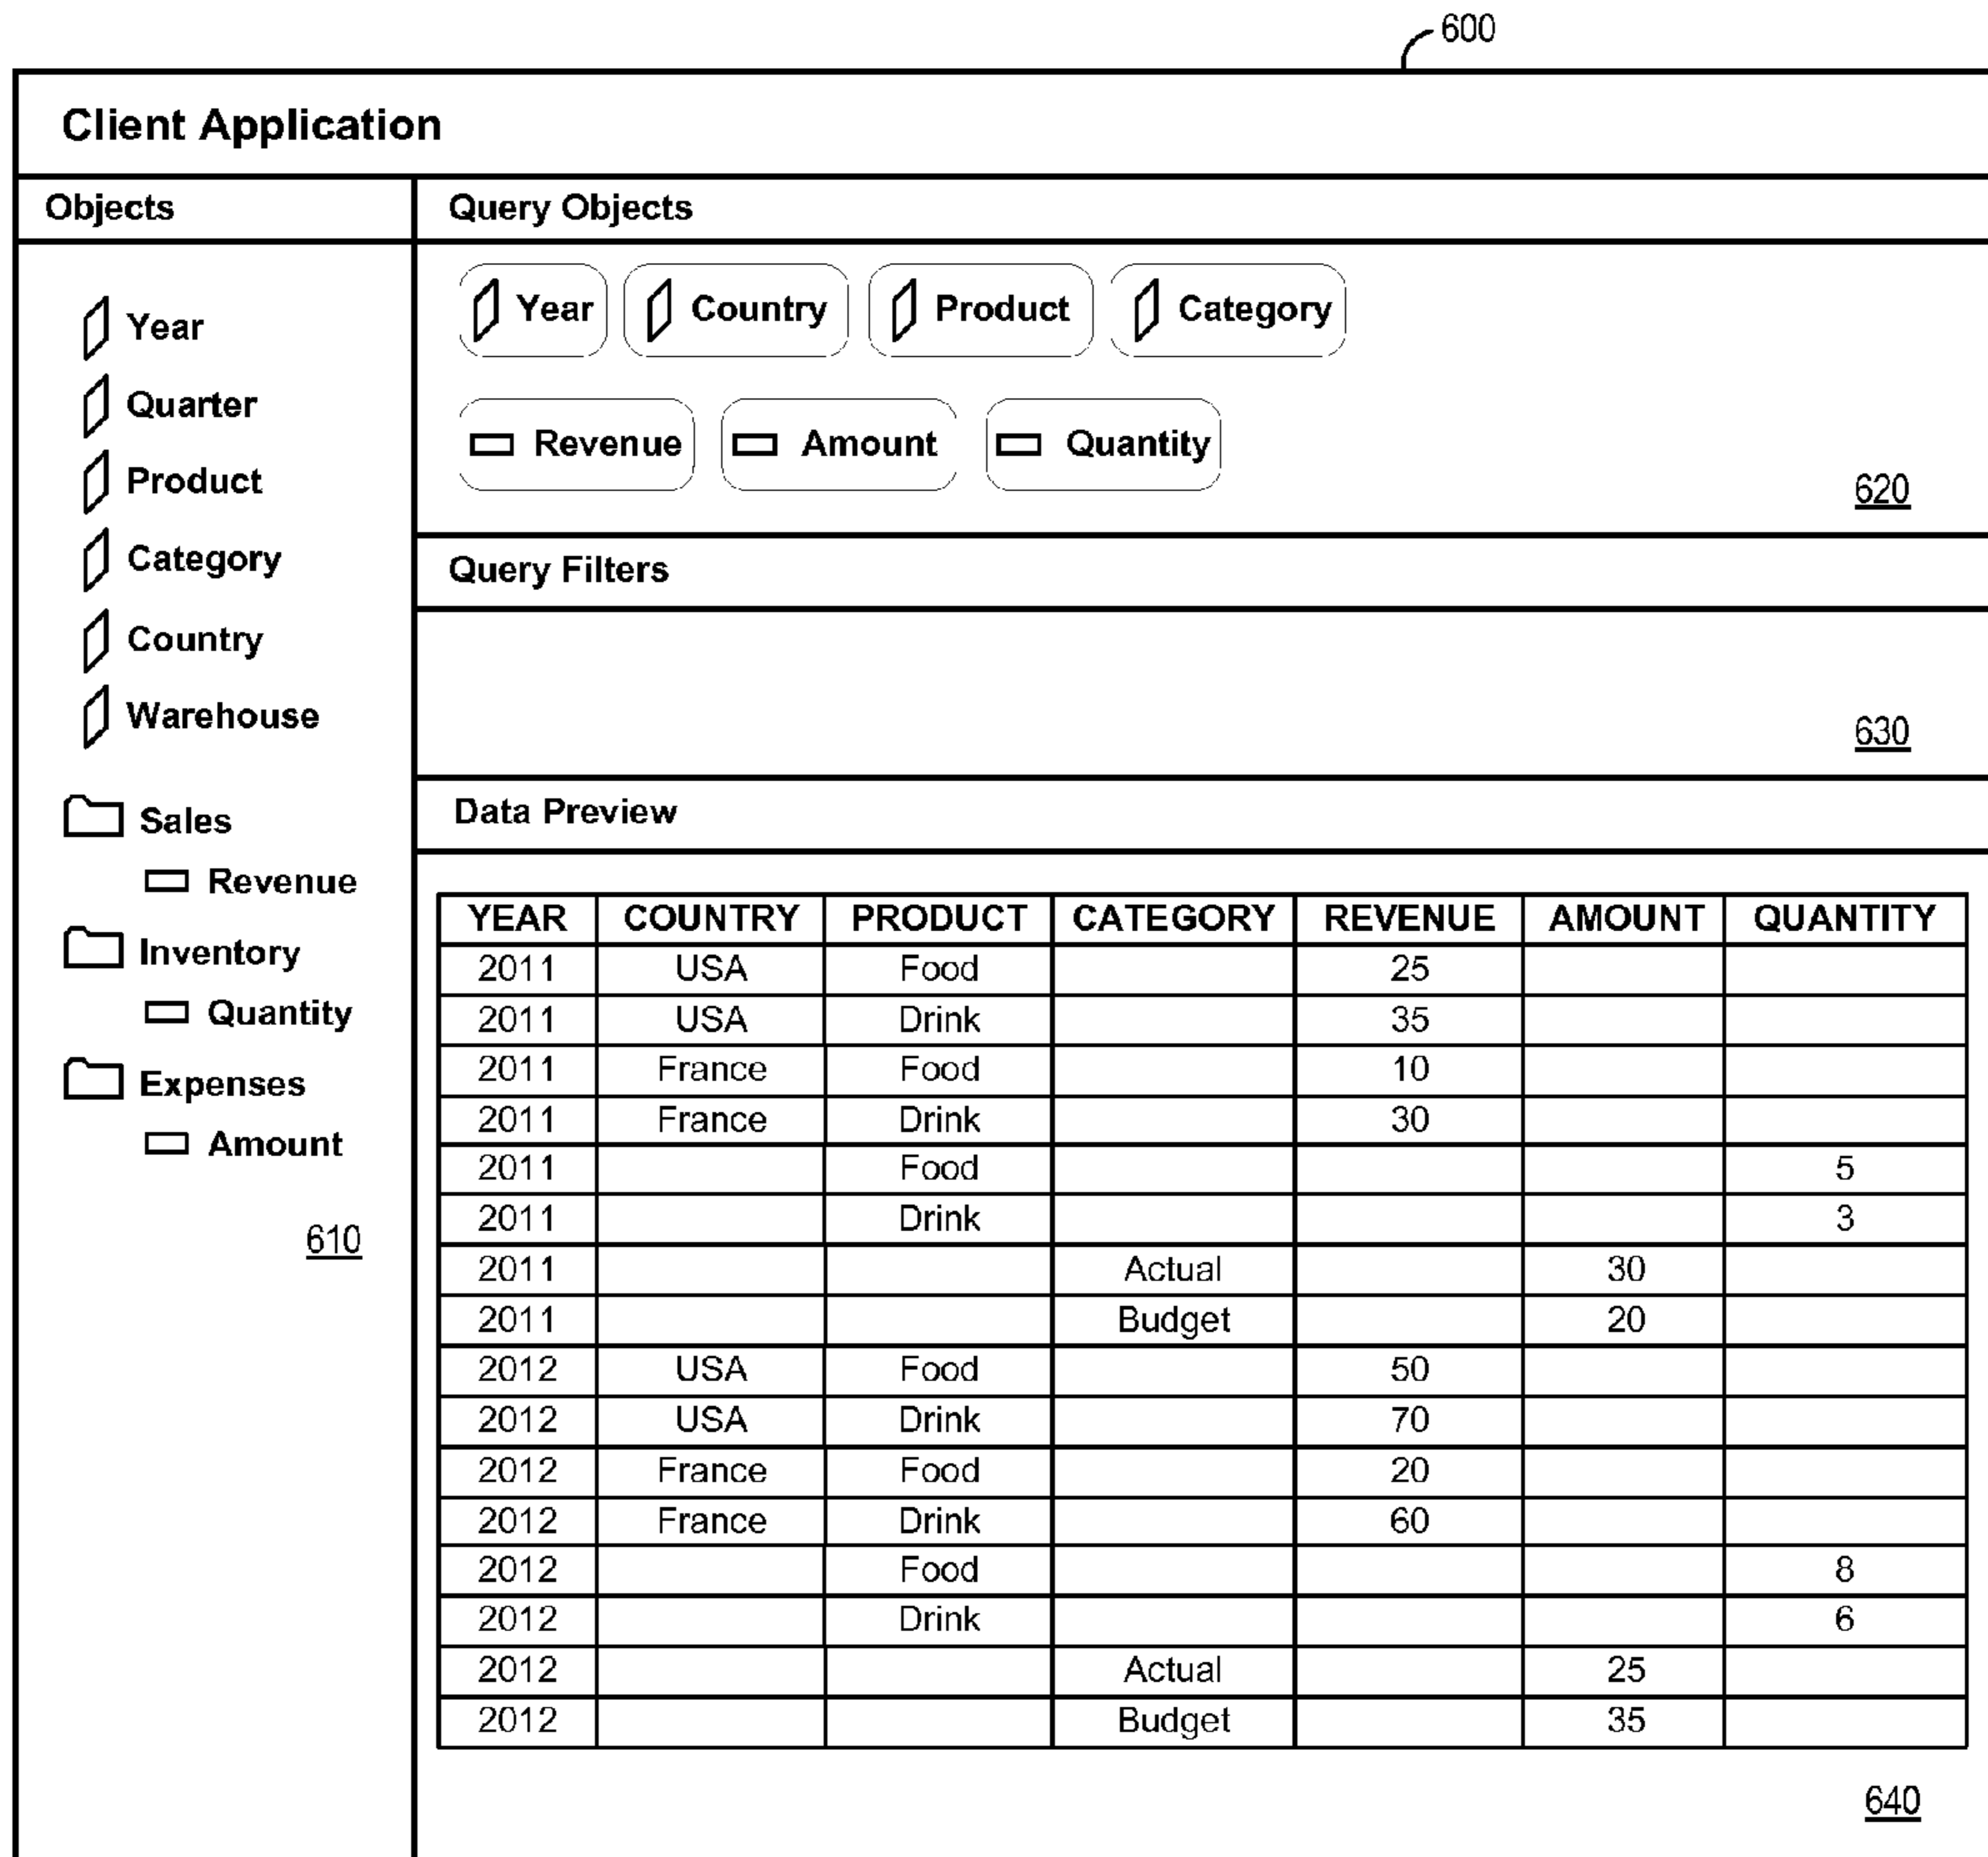 600
Client Application
Objects
Year
Quarter
Product
Category
Country
Warehouse
Sales
Revenue
Inventory
Quantity
Expenses
Amount
610
Query Objects
Year Country Product Category
Revenue Amount Quantity
620
Query Filters
630
Data Preview
YEAR COUNTRY PRODUCT CATEGORY REVENUE AMOUNT QUANTITY
2011 USA Food 25
2011 USA Drink 35
2011 France Food 10
2011 France Drink 30
2011 Food 5
2011 Drink 3
2011 Actual 30
2011 Budget 20
2012 USA Food 50
2012 USA Drink 70
2012 France Food 20
2012 France Drink 60
2012 Food 8
2012 Drink 6
2012 Actual 25
2012 Budget 35
640